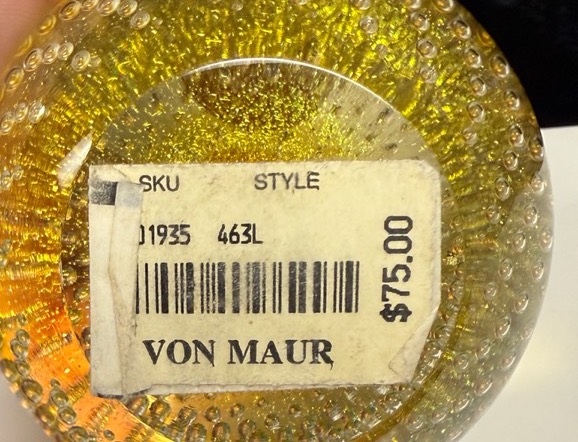 SKU STYLE
01935 463L
$75.00
VON MAUR